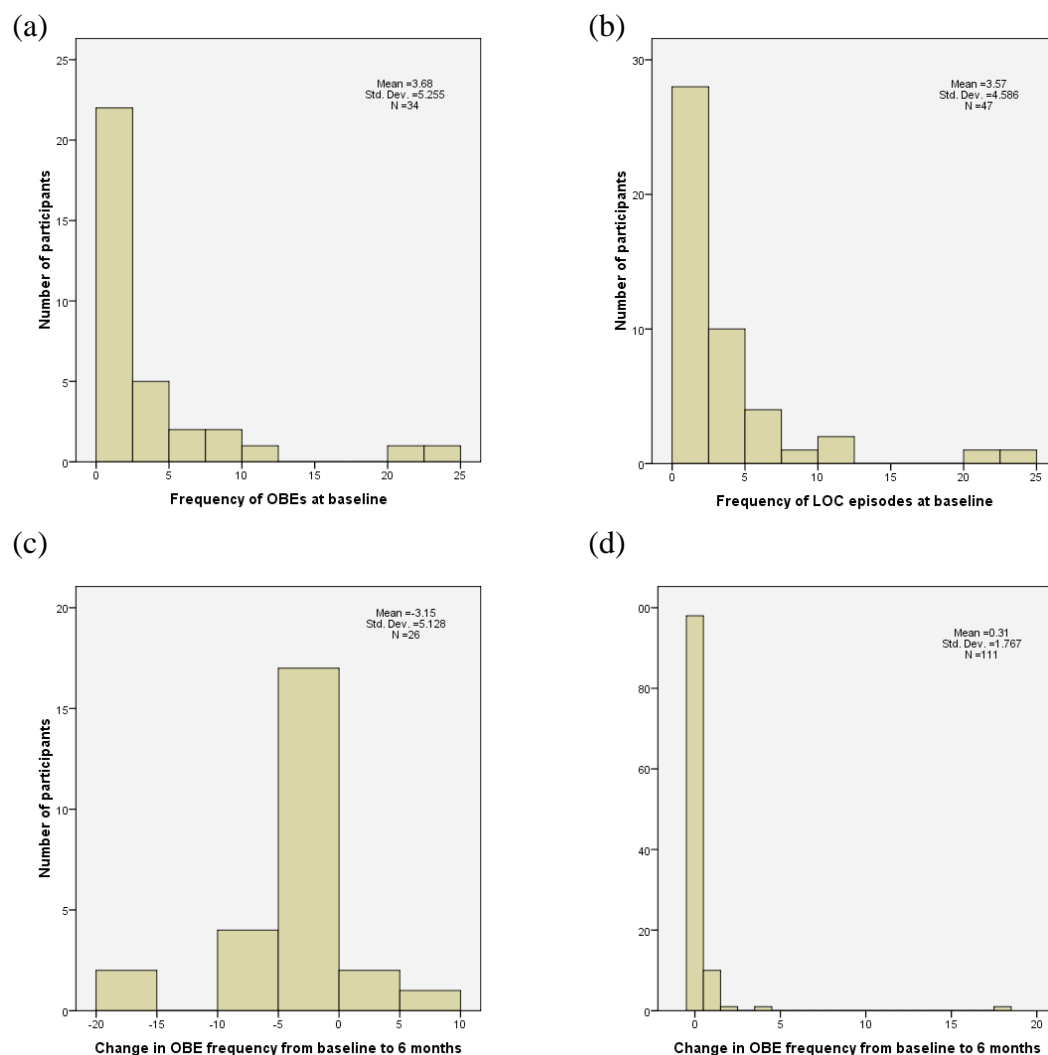 (a)
25
20
15
10
5
0
Number of participants
Mean =3.68
Std. Dev. =5.255
N =34
0 5 10 15 20 25
Frequency of OBEs at baseline
(b)
30
20
10
0
Number of participants
Mean =3.57
Std. Dev. =4.586
N =47
0 5 10 15 20 25
Frequency of LOC episodes at baseline
(c)
20
15
10
5
0
Number of participants
Mean =-3.15
Std. Dev. =5.128
N =26
-20 -15 -10 -5 0 5 10
Change in OBE frequency from baseline to 6 months
(d)
00
80
60
40
20
0
Mean =0.31
Std. Dev. =1.767
N =111
0 5 10 15 20
Change in OBE frequency from baseline to 6 months